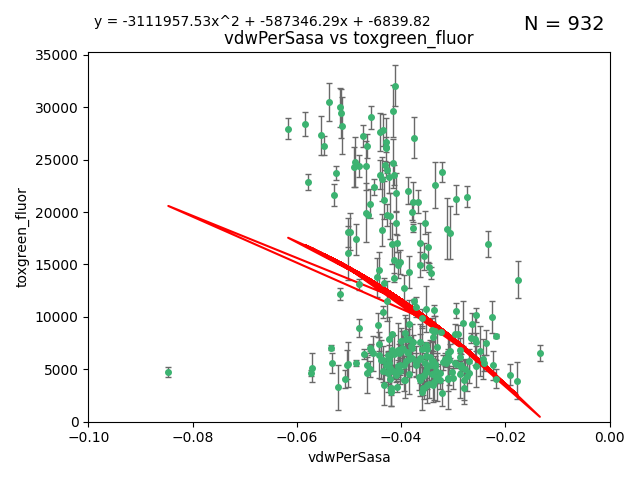 y = -3111957.53x^2 + -587346.29x + -6839.82
N = 932
vdwPerSasa vs toxgreen_fluor
35000
30000
25000
20000
15000
10000
5000
0
toxgreen_fluor
−0.10
−0.08
−0.06
−0.04
−0.02
0.00
vdwPerSasa